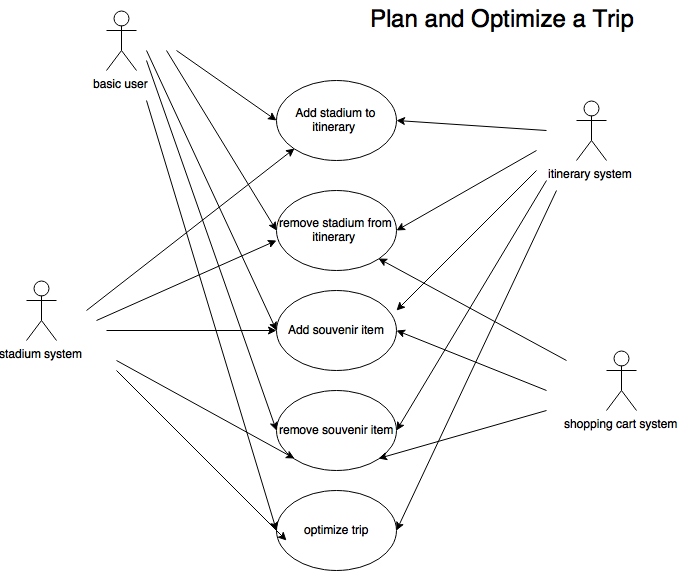 Plan and Optimize a Trip
basic user
Add stadium to
itinerary
itinerary system
remove stadium from
itinerary
stadium system
Add souvenir item
shopping cart system
remove souvenir item
optimize trip